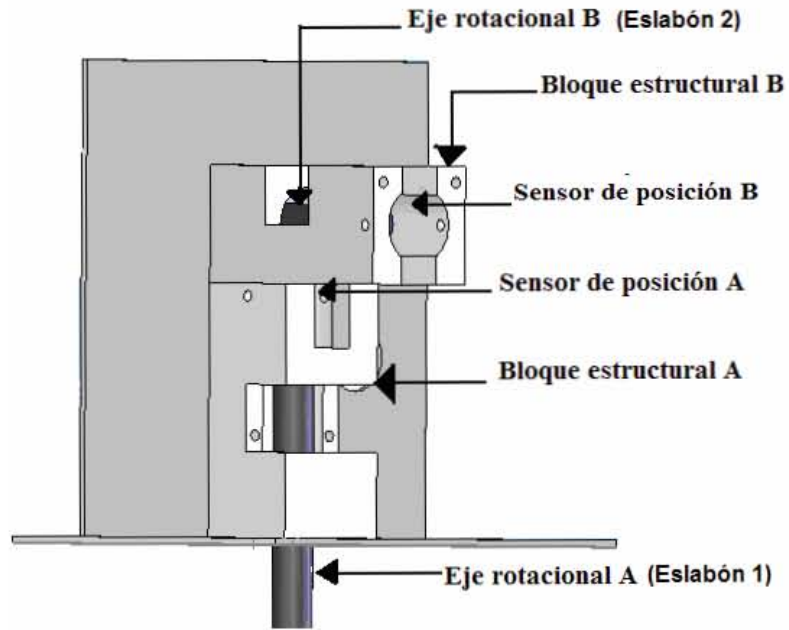 Eje rotacional B (Eslabón 2)
Bloque estructural B
Sensor de posición B
Sensor de posición A
Bloque estructural A
Eje rotacional A (Eslabón 1)